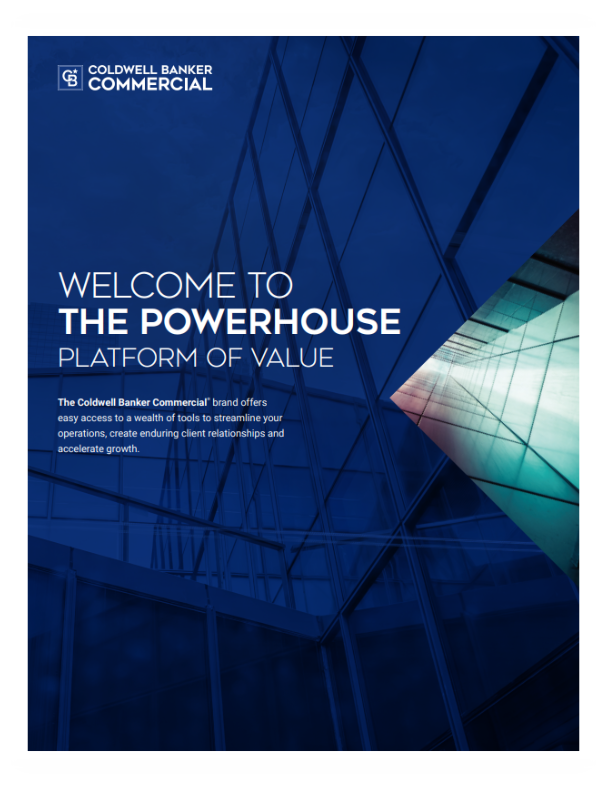 CB
COLDWELL BANKER
COMMERCIAL
WELCOME TO
THE POWERHOUSE
PLATFORM OF VALUE
The Coldwell Banker Commercial® brand offers
easy access to a wealth of tools to streamline your
operations, create enduring client relationships and
accelerate growth.